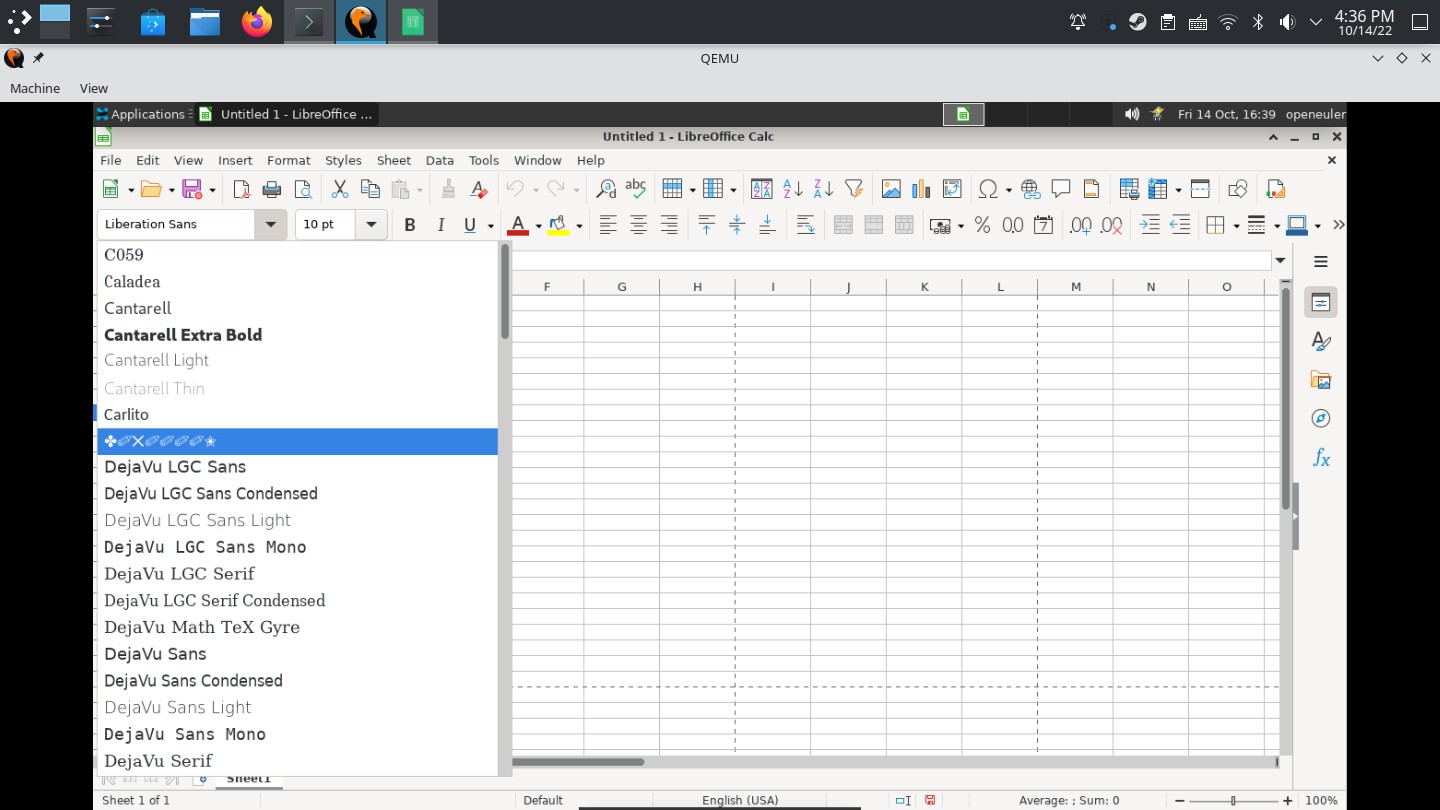 4:36 PM
10/14/22
QEMU
Machine View
Applications Untitled 1 - LibreOffice ... Fri 14 Oct, 16:39 openeuler
Untitled 1 - LibreOffice Calc
File Edit View Insert Format Styles Sheet Data Tools Window Help
Liberation Sans 10 pt
C059
Caladea
Cantarell
Cantarell Extra Bold
Cantarell Light
Cantarell Thin
Carlito
DejaVu LGC Sans
DejaVu LGC Sans Condensed
DejaVu LGC Sans Light
DejaVu LGC Sans Mono
DejaVu LGC Serif
DejaVu LGC Serif Condensed
DejaVu Math TeX Gyre
DejaVu Sans
DejaVu Sans Condensed
DejaVu Sans Light
DejaVu Sans Mono
DejaVu Serif
F G H I J K L M N O
Sheet1
Sheet 1 of 1 Default English (USA) Average: ; Sum: 0 100%